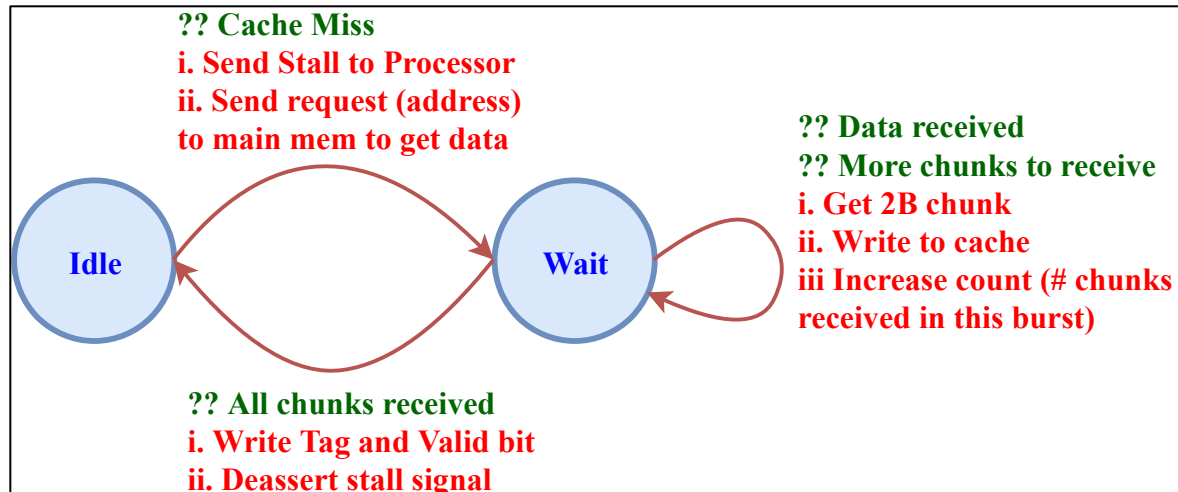 ?? Cache Miss
i. Send Stall to Processor
ii. Send request (address)
to main mem to get data
?? Data received
?? More chunks to receive
i. Get 2B chunk
ii. Write to cache
iii Increase count (# chunks
received in this burst)
Idle
Wait
?? All chunks received
i. Write Tag and Valid bit
ii. Deassert stall signal